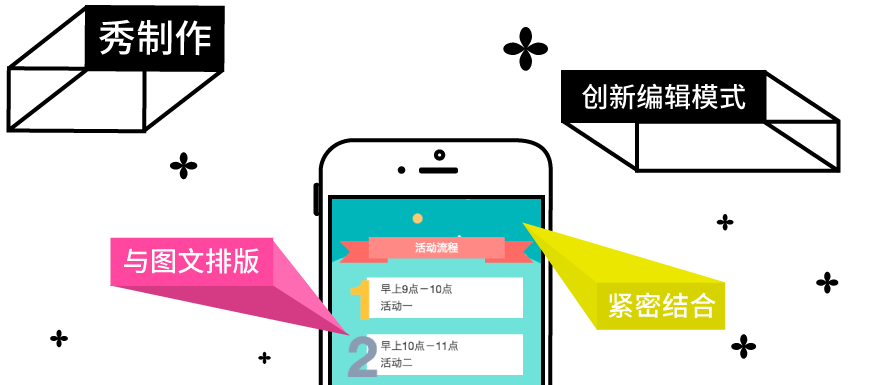 秀制作
创新编辑模式
与图文排版
紧密结合
活动流程
1
早上9点－10点
活动一
2
早上10点－11点
活动二